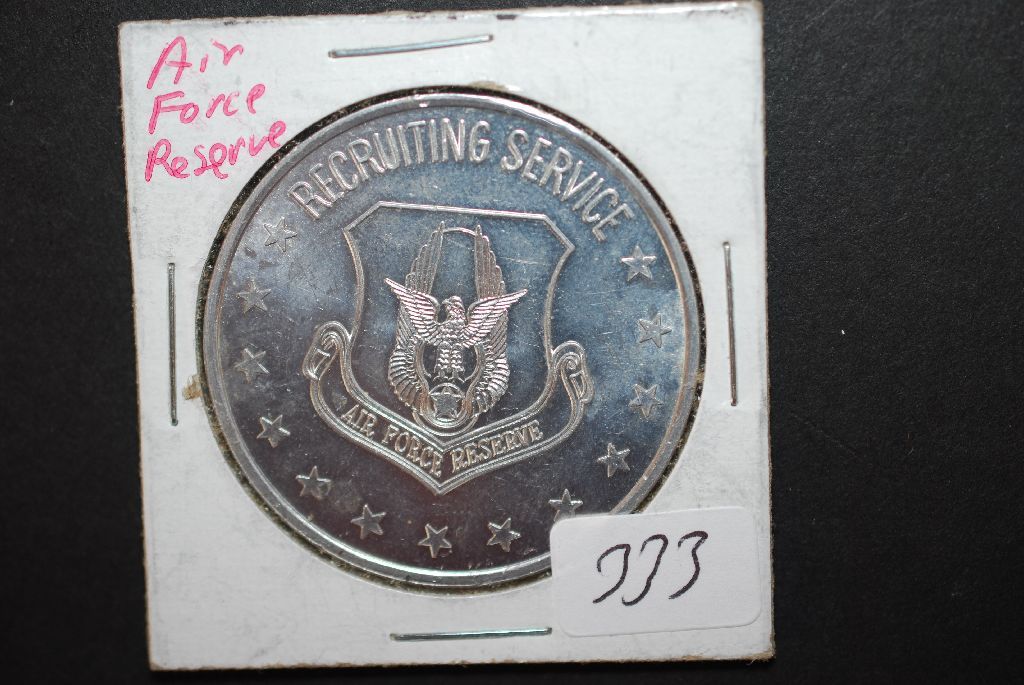 Air
Force
Reserve
RECRUITING SERVICE
AIR FORCE RESERVE
333